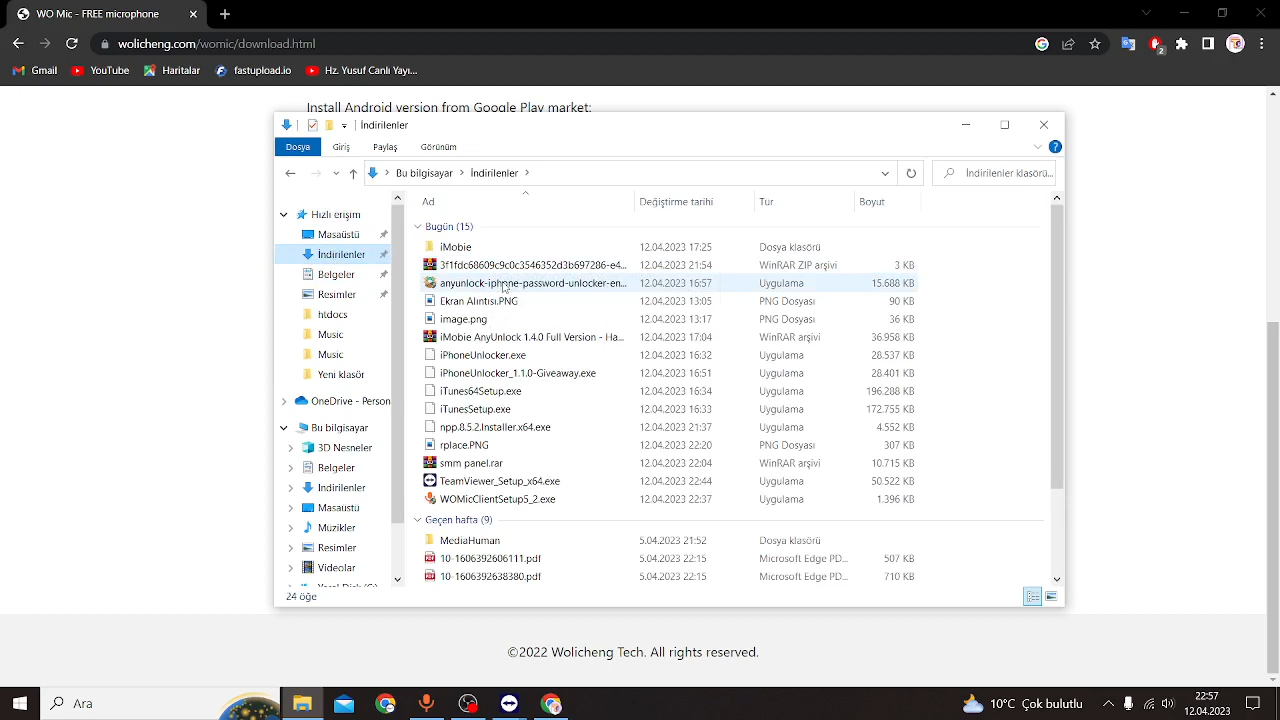 WO Mic - FREE microphone
wolicheng.com/womic/download.html
2
Gmail
YouTube
Haritalar
fastupload.io
Hz. Yusuf Canlı Yay...
Install Android version from Google Play market:
İndirilenler
Dosya
Giriş
Paylaş
Görünüm
Bu bilgisayar
İndirilenler
İndirilenler klasörü...
Hızlı erişim
Masaüstü
İndirilenler
Belgeler
Resimler
htdocs
Music
Music
Yeni klasör
OneDrive - Person
Bu bilgisayar
3D Nesneler
Belgeler
İndirilenler
Masaüstü
Müzikler
Resimler
Videolar
Ad Değiştirme tarihi Tür Boyut
Bugün (15)
iMobie 12.04.2023 17:25 Dosya klasörü
3f1fdc68609c9c0c3546352d3b697286-e4... 12.04.2023 21:54 WinRAR ZIP arşivi 3 KB
anyunlock-iphone-password-unlocker-en... 12.04.2023 16:57 Uygulama 15.688 KB
Ekran Alıntısı.PNG 12.04.2023 13:05 PNG Dosyası 90 KB
image.png 12.04.2023 13:17 PNG Dosyası 36 KB
iMobie AnyUnlock 1.4.0 Full Version - Ha... 12.04.2023 17:04 WinRAR arşivi 36.958 KB
iPhoneUnlocker.exe 12.04.2023 16:32 Uygulama 28.537 KB
iPhoneUnlocker_1.1.0-Giveaway.exe 12.04.2023 16:51 Uygulama 28.401 KB
iTunes64Setup.exe 12.04.2023 16:34 Uygulama 196.288 KB
iTunesSetup.exe 12.04.2023 16:33 Uygulama 172.755 KB
npp.8.5.2.Installer.x64.exe 12.04.2023 21:37 Uygulama 4.552 KB
rplace.PNG 12.04.2023 22:20 PNG Dosyası 307 KB
smm panel.rar 12.04.2023 22:04 WinRAR arşivi 10.715 KB
TeamViewer_Setup_x64.exe 12.04.2023 22:44 Uygulama 50.522 KB
WOMicClientSetup5_2.exe 12.04.2023 22:37 Uygulama 1.396 KB
Geçen hafta (9)
MediaHuman 5.04.2023 21:52 Dosya klasörü
10-1606392606111.pdf 5.04.2023 22:15 Microsoft Edge PD... 507 KB
10-1606392638380.pdf 5.04.2023 22:15 Microsoft Edge PD... 710 KB
24 öğe
©2022 Wolicheng Tech. All rights reserved.
Ara
10°C Çok bulutlu
22:57
12.04.2023